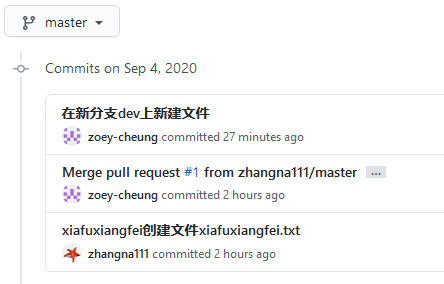 master
Commits on Sep 4, 2020
在新分支dev上新建文件
zoey-cheung committed 27 minutes ago
Merge pull request #1 from zhangna111/master ...
zoey-cheung committed 2 hours ago
xiafuxiangfei创建文件xiafuxiangfei.txt
zhangna111 committed 2 hours ago